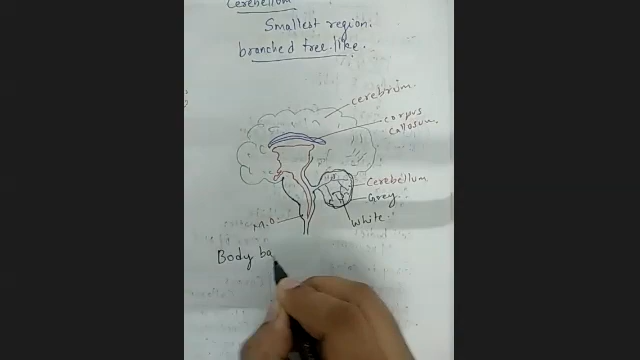 Cerebellum
Smallest region.
branched tree like.
cerebrum
corpus
callosum
Cerebellum
Grey
White
M.O
Body ba